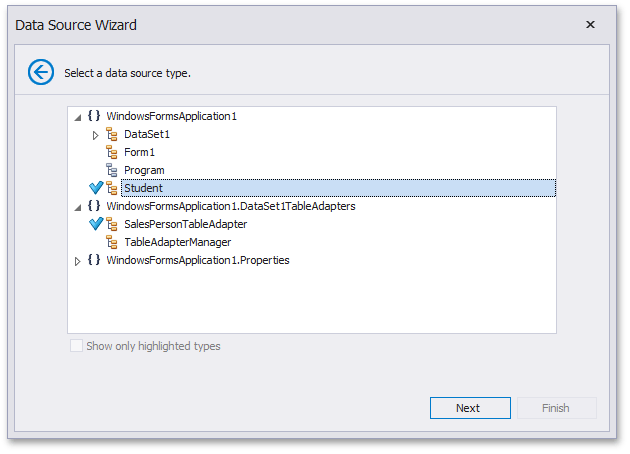 Data Source Wizard
Select a data source type.
{ } WindowsFormsApplication1
DataSet1
Form1
Program
Student
{ } WindowsFormsApplication1.DataSet1TableAdapters
SalesPersonTableAdapter
TableAdapterManager
{ } WindowsFormsApplication1.Properties
Show only highlighted types
Next Finish